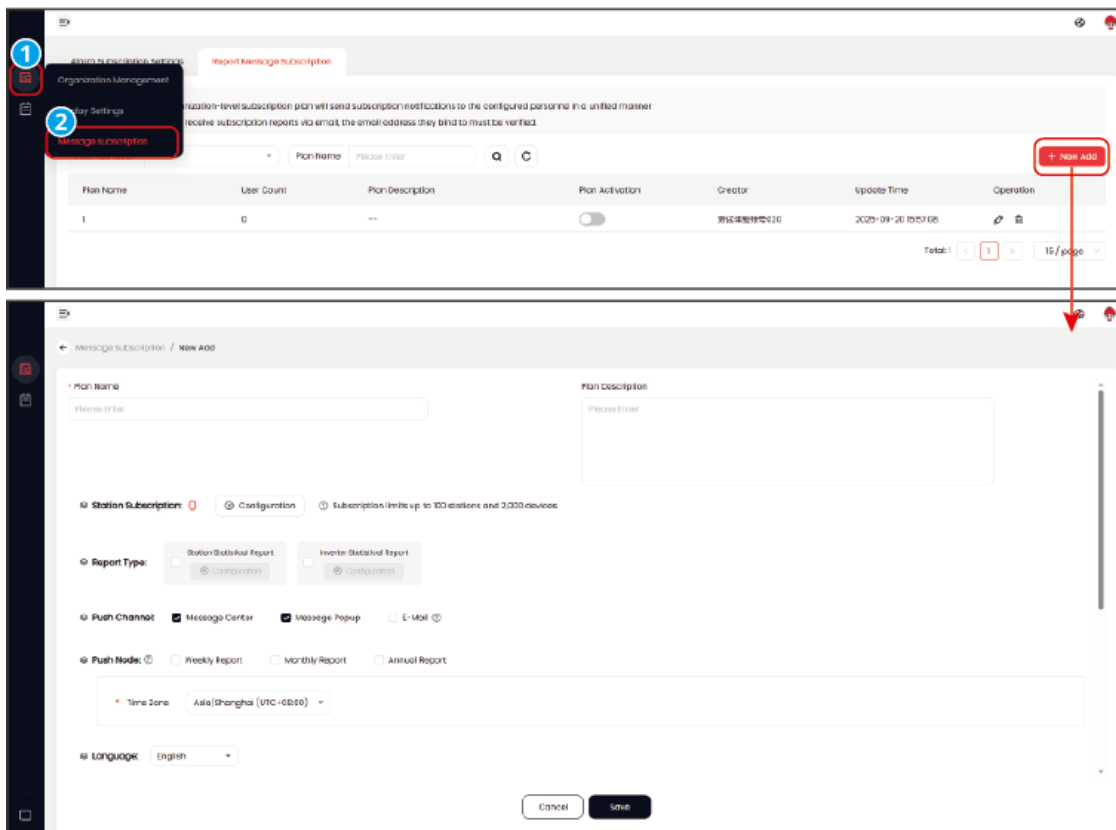 1
Alarm Subscription Settings
Report Message Subscription
Organization Management
nization-level subscription plan will send subscription notifications to the configured personnel in a unified manner
play Settings
2
receive subscription reports via email, the email address they bind to must be verified.
Message subscription
Plan Name Please Enter
+ New Add
Plan Name User Count Plan Description Plan Activation Creator Update Time Operation
1 0 -- 2025-09-20 15:57:08
Total: 1 < 1 > 15 / page
← Message subscription / New Add
* Plan Name Plan Description
Please Enter Please Enter
Station Subscription: 0 Configuration Subscription limits up to 100 stations and 2,000 devices
Report Type: Station Statistical Report Inverter Statistical Report
Configuration Configuration
Push Channel: Message Center Message Popup E-Mail
Push Node: Weekly Report Monthly Report Annual Report
* Time Zone Asia/Shanghai (UTC+08:00)
Language: English
Cancel Save